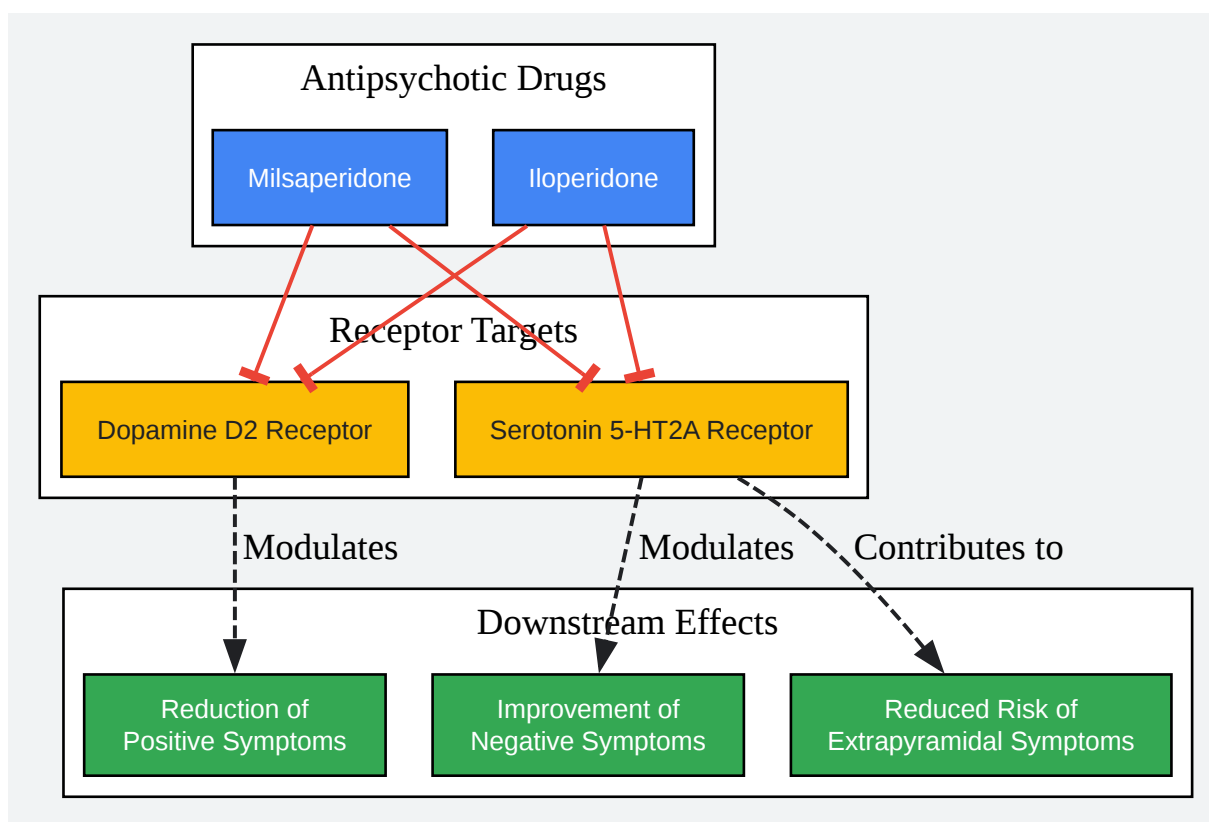 Antipsychotic Drugs
Milsaperidone
Iloperidone
Receptor Targets
Dopamine D2 Receptor
Serotonin 5-HT2A Receptor
Modulates
Modulates
Contributes to
Downstream Effects
Reduction of
Positive Symptoms
Improvement of
Negative Symptoms
Reduced Risk of
Extrapyramidal Symptoms